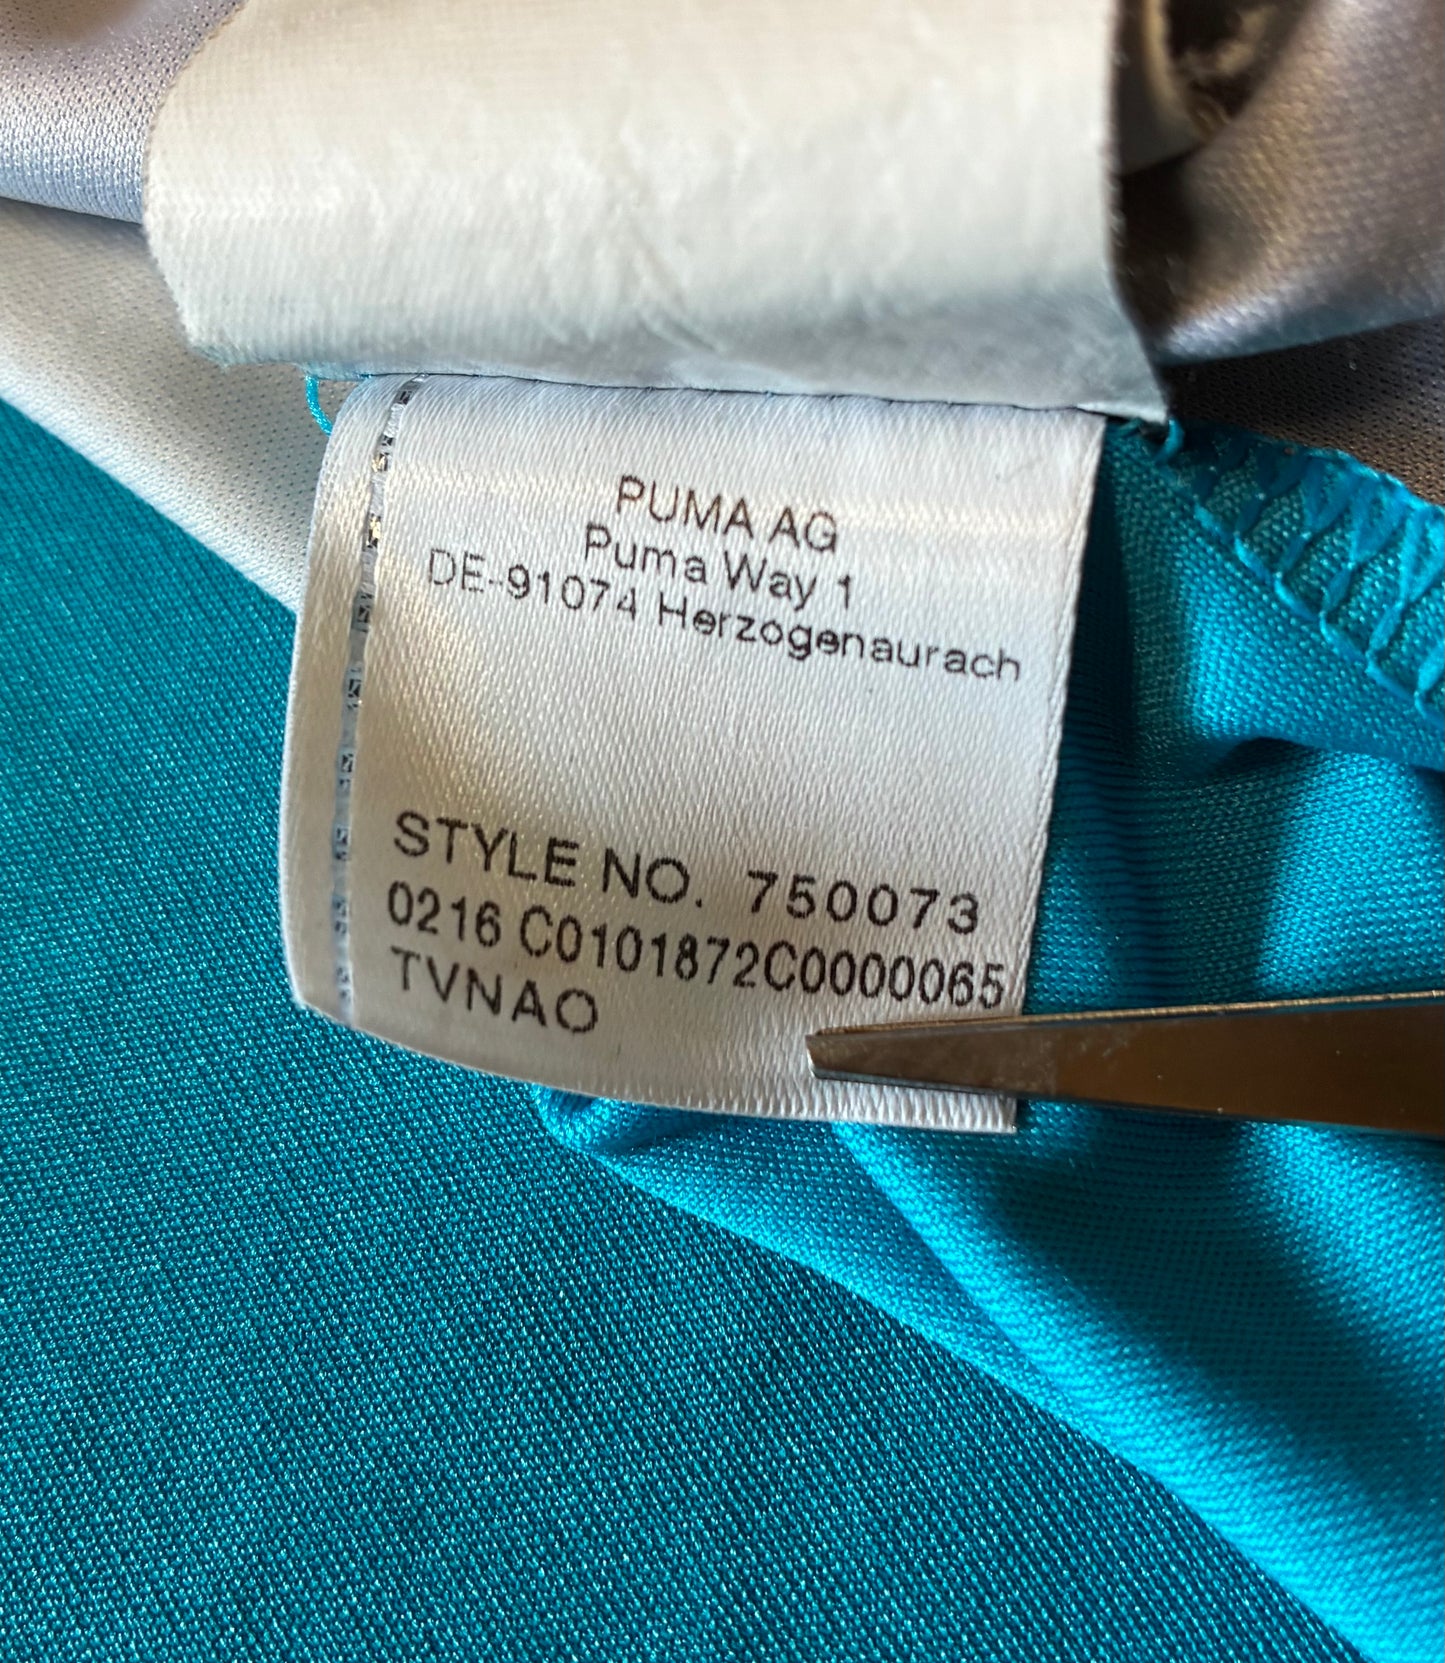 PUMA AG
Puma Way 1
DE-91074 Herzogenaurach
STYLE NO. 750073
0216 C0101872C0000065
TVNAO